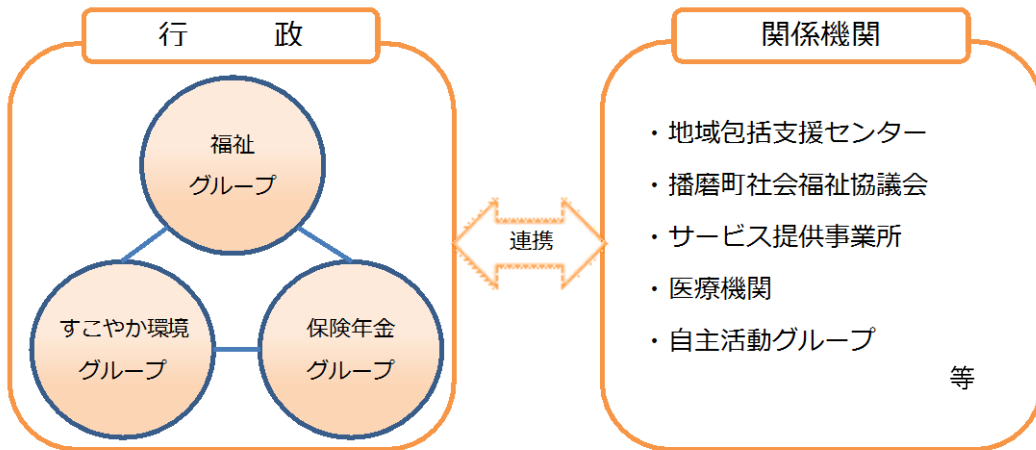 行　政
福祉
グループ
すこやか環境
グループ
保険年金
グループ
連携
関係機関
・地域包括支援センター
・播磨町社会福祉協議会
・サービス提供事業所
・医療機関
・自主活動グループ
等